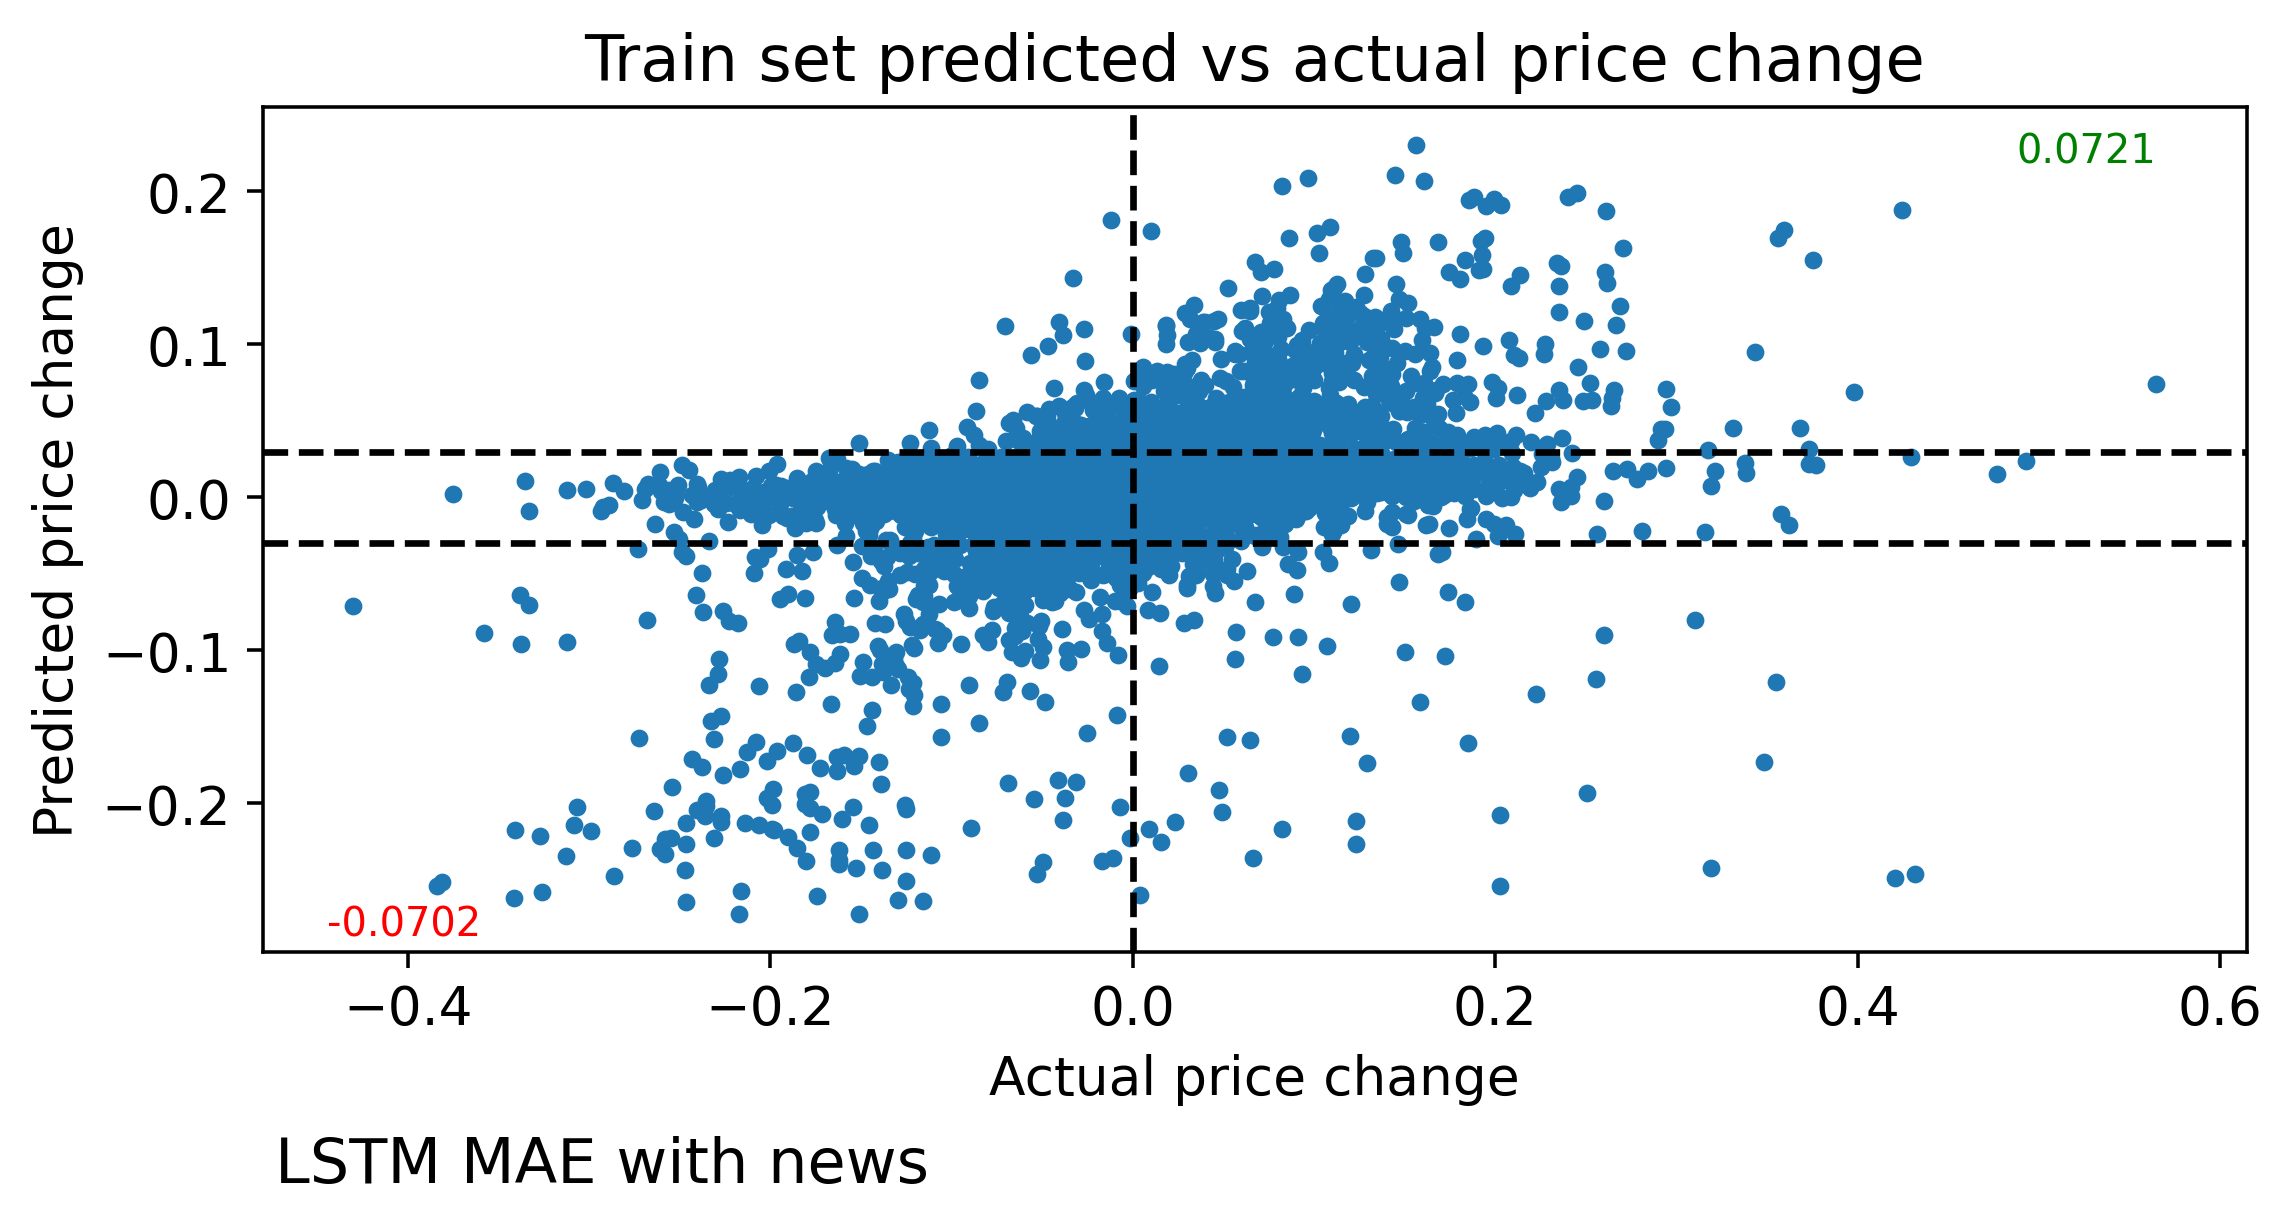 Train set predicted vs actual price change
0.0721
0.2
0.1
0.0
−0.1
−0.2
Predicted price change
-0.0702
−0.4 −0.2 0.0 0.2 0.4 0.6
Actual price change
LSTM MAE with news